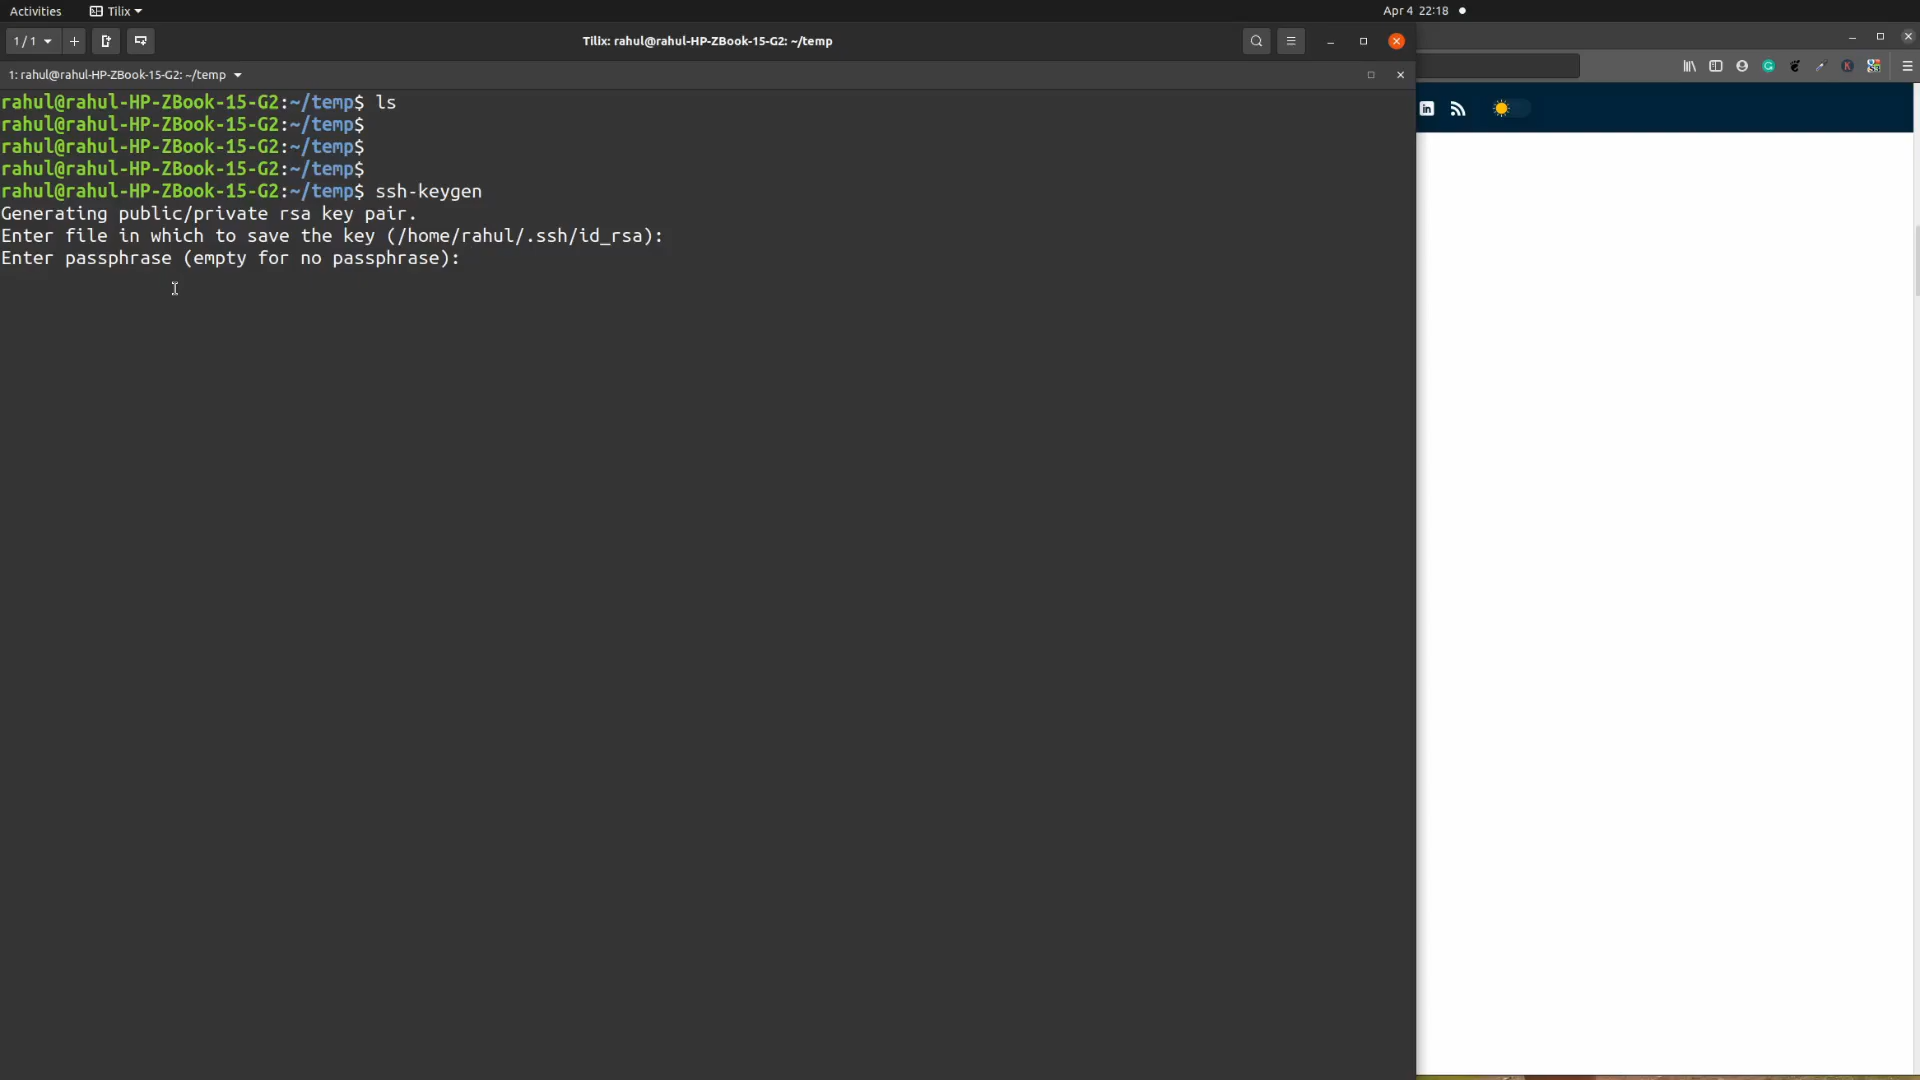 Activities Tilix Apr 4 22:18
1 / 1 Tilix: rahul@rahul-HP-ZBook-15-G2: ~/temp
1: rahul@rahul-HP-ZBook-15-G2: ~/temp
rahul@rahul-HP-ZBook-15-G2:~/temp$ ls
rahul@rahul-HP-ZBook-15-G2:~/temp$
rahul@rahul-HP-ZBook-15-G2:~/temp$
rahul@rahul-HP-ZBook-15-G2:~/temp$
rahul@rahul-HP-ZBook-15-G2:~/temp$ ssh-keygen
Generating public/private rsa key pair.
Enter file in which to save the key (/home/rahul/.ssh/id_rsa):
Enter passphrase (empty for no passphrase):